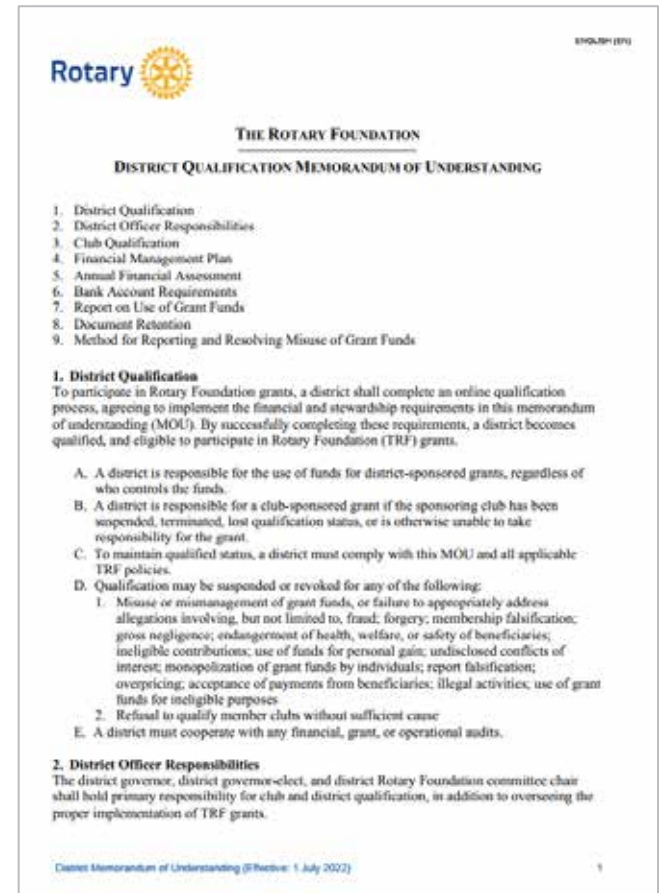 ENGLISH (EN)
Rotary
THE ROTARY FOUNDATION
DISTRICT QUALIFICATION MEMORANDUM OF UNDERSTANDING
1. District Qualification
2. District Officer Responsibilities
3. Club Qualification
4. Financial Management Plan
5. Annual Financial Assessment
6. Bank Account Requirements
7. Report on Use of Grant Funds
8. Document Retention
9. Method for Reporting and Resolving Misuse of Grant Funds
1. District Qualification
To participate in Rotary Foundation grants, a district shall complete an online qualification
process, agreeing to implement the financial and stewardship requirements in this memorandum
of understanding (MOU). By successfully completing these requirements, a district becomes
qualified, and eligible to participate in Rotary Foundation (TRF) grants.
A. A district is responsible for the use of funds for district-sponsored grants, regardless of
who controls the funds.
B. A district is responsible for a club-sponsored grant if the sponsoring club has been
suspended, terminated, lost qualification status, or is otherwise unable to take
responsibility for the grant.
C. To maintain qualified status, a district must comply with this MOU and all applicable
TRF policies.
D. Qualification may be suspended or revoked for any of the following:
1. Misuse or mismanagement of grant funds, or failure to appropriately address
allegations involving, but not limited to, fraud; forgery; membership falsification;
gross negligence; endangerment of health, welfare, or safety of beneficiaries;
ineligible contributions; use of funds for personal gain; undisclosed conflicts of
interest; monopolization of grant funds by individuals; report falsification;
overpricing; acceptance of payments from beneficiaries; illegal activities; use of grant
funds for ineligible purposes
2. Refusal to qualify member clubs without sufficient cause
E. A district must cooperate with any financial, grant, or operational audits.
2. District Officer Responsibilities
The district governor, district governor-elect, and district Rotary Foundation committee chair
shall hold primary responsibility for club and district qualification, in addition to overseeing the
proper implementation of TRF grants.
District Memorandum of Understanding (Effective: 1 July 2022) 1